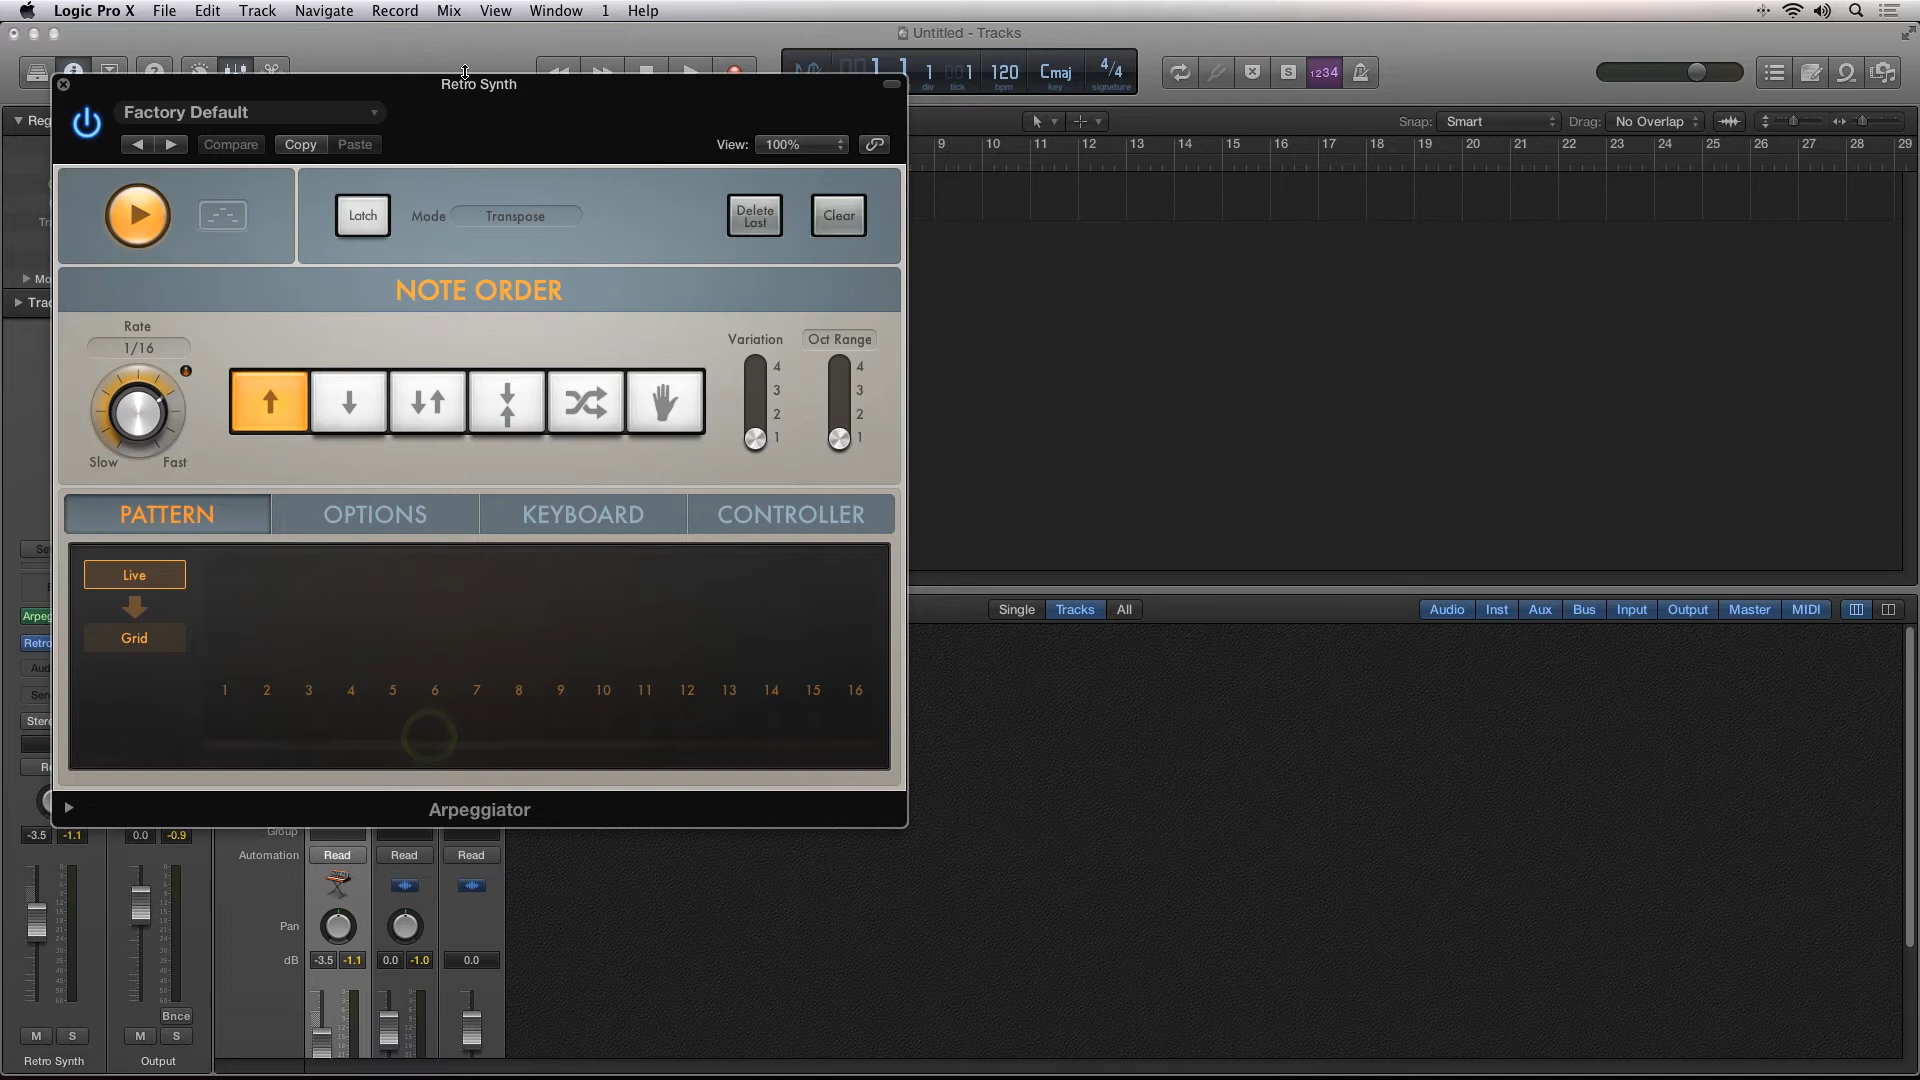 Logic Pro X File Edit Track Navigate Record Mix View Window 1 Help
Untitled - Tracks
1 1 1 120 Cmaj 4/4
div tick bpm key signature
S 1234
Retro Synth
Factory Default
Compare Copy Paste
View: 100%
Snap: Smart Drag: No Overlap
9 10 11 12 13 14 15 16 17 18 19 20 21 22 23 24 25 26 27 28 29
Latch Mode Transpose Delete Last Clear
NOTE ORDER
Rate
1/16
Slow Fast
Variation Oct Range
4 4
3 3
2 2
1 1
PATTERN OPTIONS KEYBOARD CONTROLLER
Live
Grid
1 2 3 4 5 6 7 8 9 10 11 12 13 14 15 16
Arpeggiator
Single Tracks All
Audio Inst Aux Bus Input Output Master MIDI
-3.5 -1.1 0.0 -0.9
Group
Automation Read Read Read
Pan
dB -3.5 -1.1 0.0 -1.0 0.0
Bnce
M S M S
Retro Synth Output